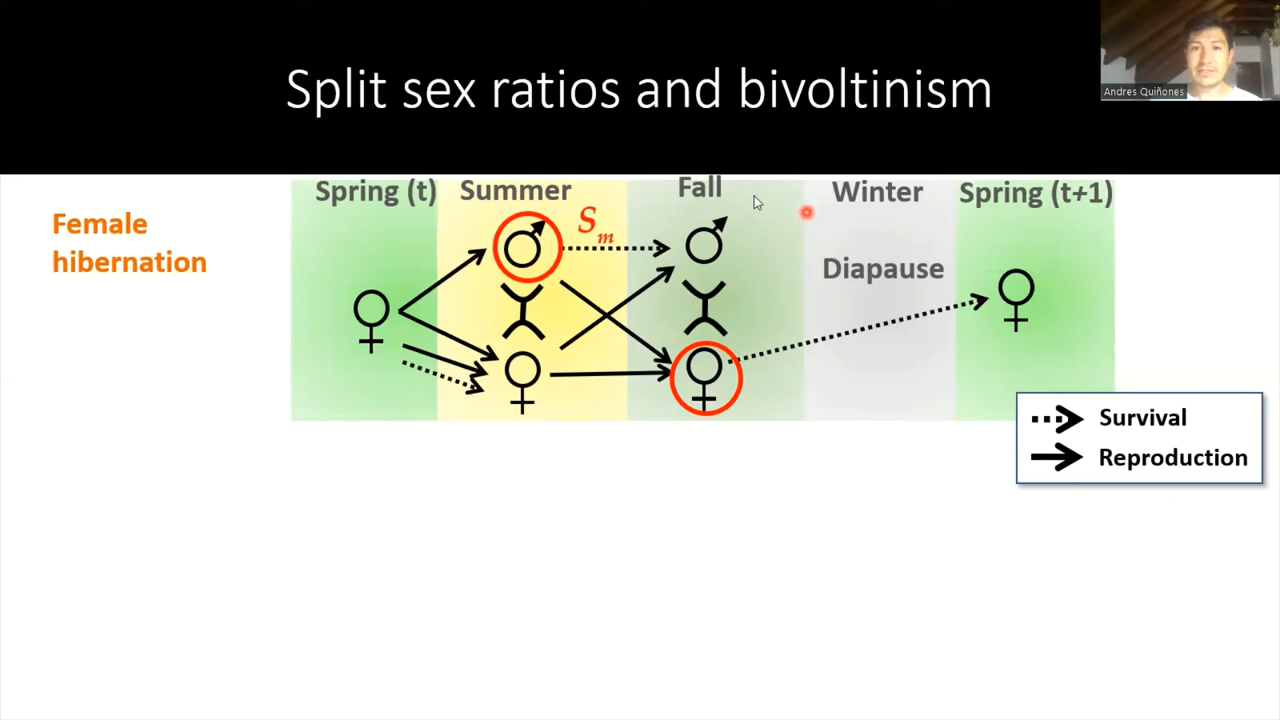 Split sex ratios and bivoltinism
Andres Quiñones
Spring (t)
Summer
Fall
Winter
Spring (t+1)
Female
hibernation
Sm
Diapause
Survival
Reproduction